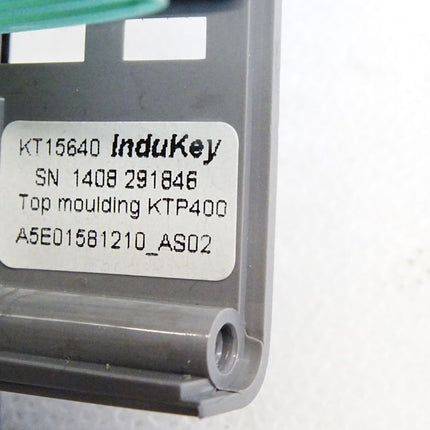 KT15640 InduKey
SN 1408 291846
Top moulding KTP400
A5E01581210_AS02